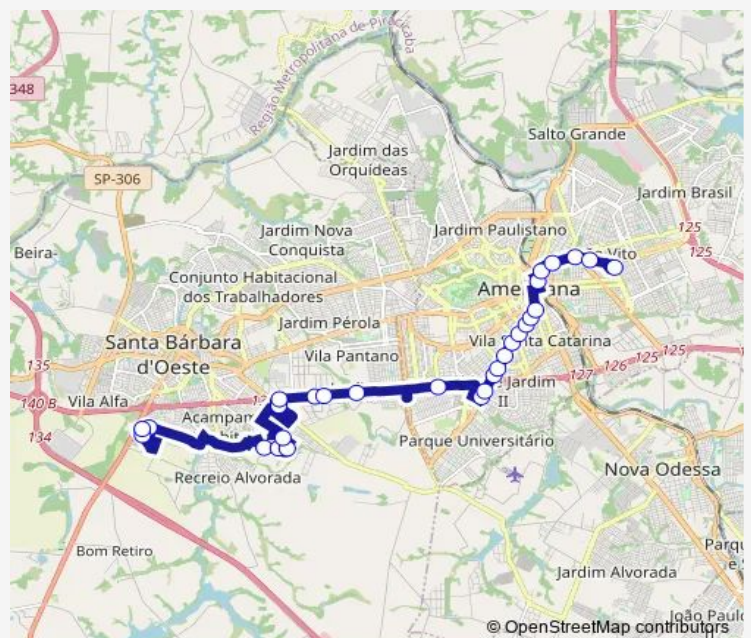 Região Metropolitana de Piracicaba
348
Salto Grande
Jardim das
Orquídeas
SP-306
Jardim Brasil
Jardim Nova
Conquista
Jardim Paulistano
125
Beira-
Vito
125
Conjunto Habitacional
dos Trabalhadores
Jardim Pérola
Santa Bárbara
d'Oeste
Vila Pantano
Catarina
135
125
125
127
126
Jardim
II
140 B
Vila Alfa
134
Parque Universitário
Nova Odessa
Recreio Alvorada
Bom Retiro
Jardim Alvorada
João Paulo
© OpenStreetMap contributors